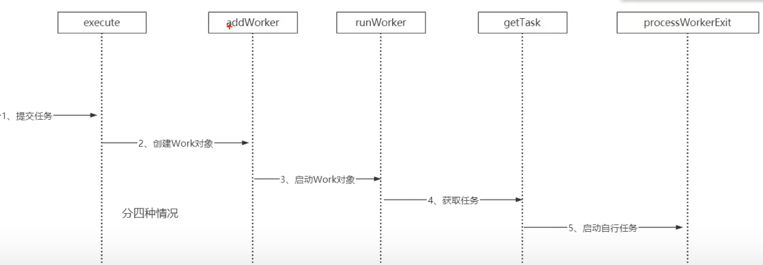 execute
addWorker
runWorker
getTask
processWorkerExit
1、提交任务
2、创建Work对象
3、启动Work对象
4、获取任务
分四种情况
5、启动自行任务